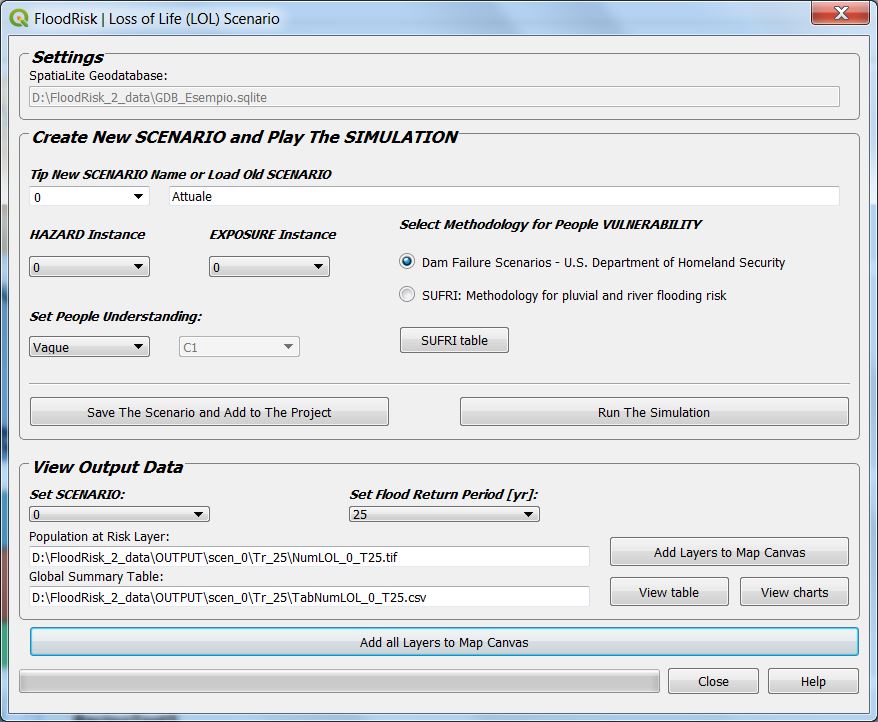 FloodRisk | Loss of Life (LOL) Scenario
Settings
SpatiaLite Geodatabase:
D:\FloodRisk_2_data\GDB_Esempio.sqlite
Create New SCENARIO and Play The SIMULATION
Tip New SCENARIO Name or Load Old SCENARIO
0
Attuale
HAZARD Instance
EXPOSURE Instance
0
0
Select Methodology for People VULNERABILITY
Dam Failure Scenarios - U.S. Department of Homeland Security
SUFRI: Methodology for pluvial and river flooding risk
Set People Understanding:
Vague
C1
SUFRI table
Save The Scenario and Add to The Project
Run The Simulation
View Output Data
Set SCENARIO:
Set Flood Return Period [yr]:
0
25
Population at Risk Layer:
D:\FloodRisk_2_data\OUTPUT\scen_0\Tr_25\NumLOL_0_T25.tif
Add Layers to Map Canvas
Global Summary Table:
D:\FloodRisk_2_data\OUTPUT\scen_0\Tr_25\TabNumLOL_0_T25.csv
View table
View charts
Add all Layers to Map Canvas
Close
Help